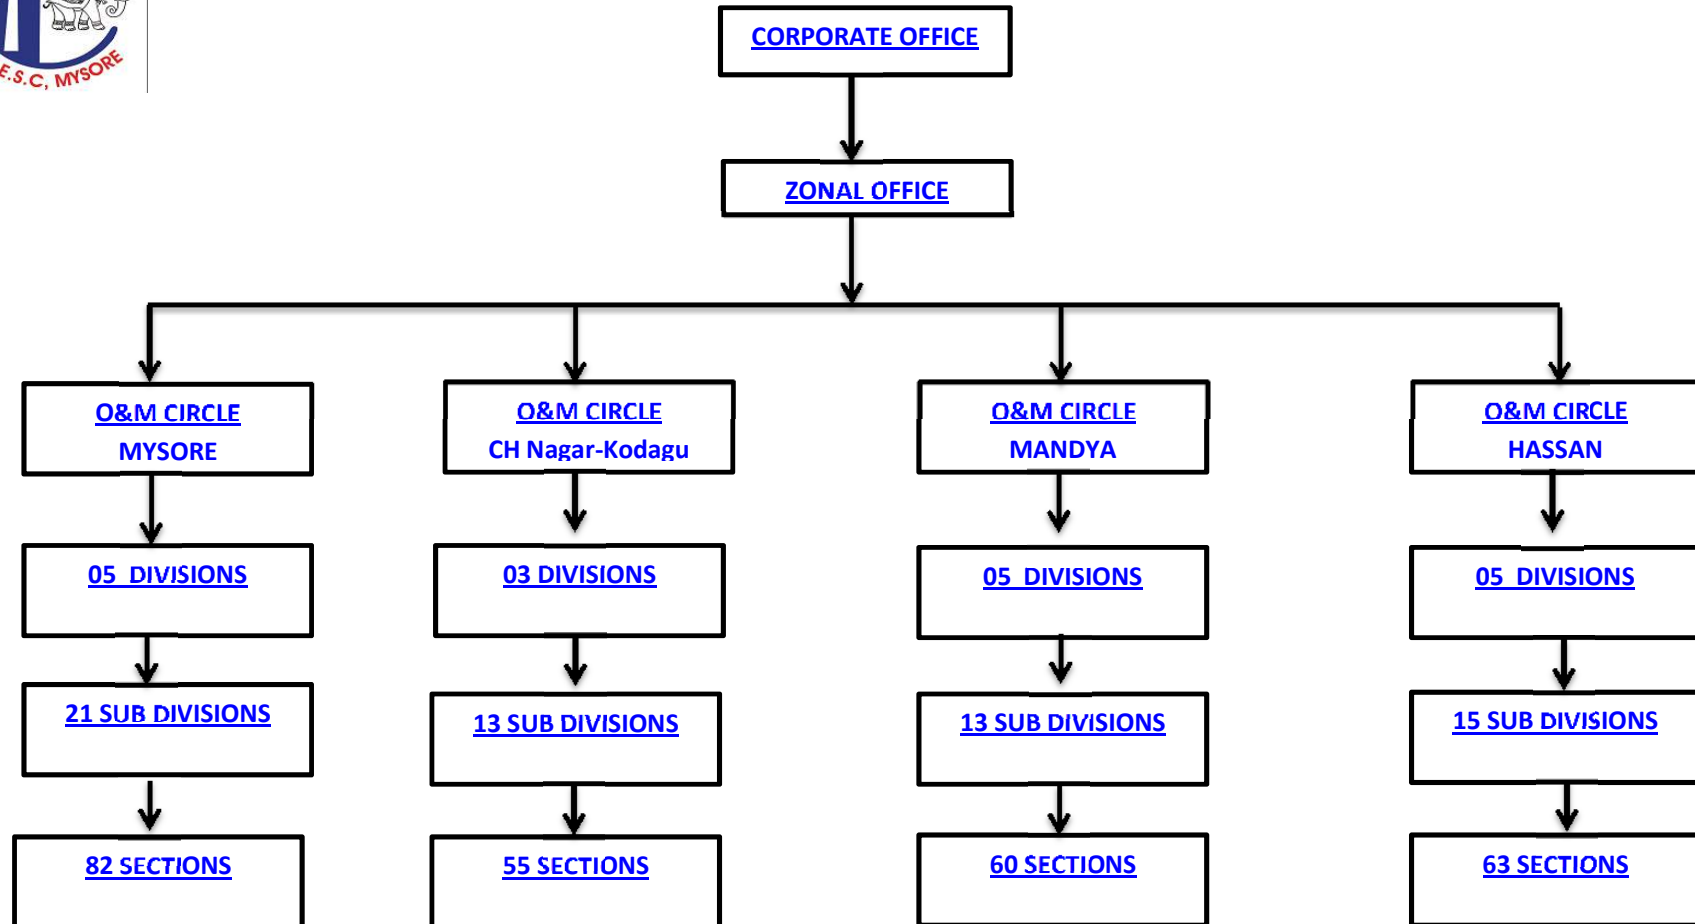 E.S.C, MYSORE
CORPORATE OFFICE
ZONAL OFFICE
O&M CIRCLE
MYSORE
O&M CIRCLE
CH Nagar-Kodagu
O&M CIRCLE
MANDYA
O&M CIRCLE
HASSAN
05 DIVISIONS
03 DIVISIONS
05 DIVISIONS
05 DIVISIONS
21 SUB DIVISIONS
13 SUB DIVISIONS
13 SUB DIVISIONS
15 SUB DIVISIONS
82 SECTIONS
55 SECTIONS
60 SECTIONS
63 SECTIONS